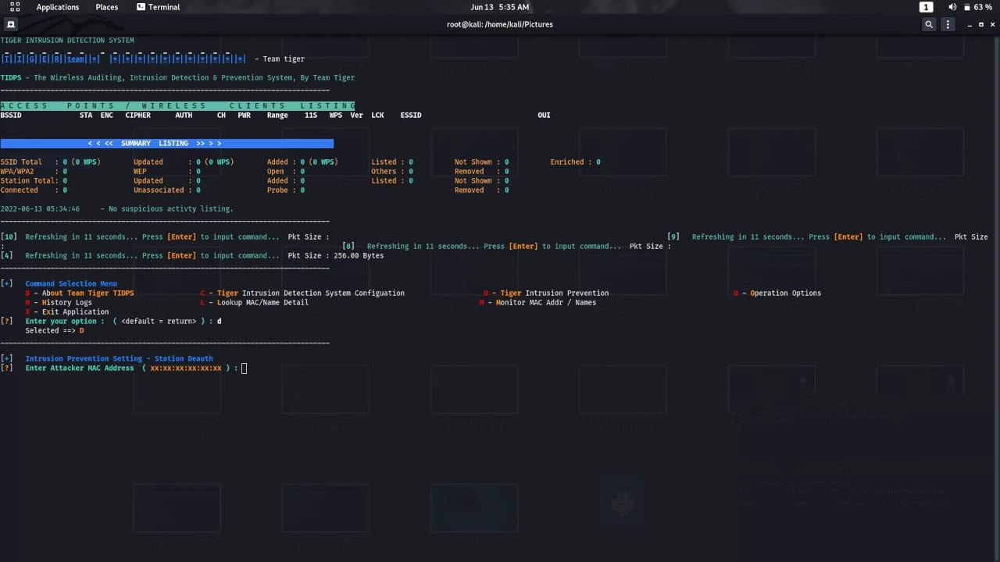 Applications Places Terminal Jun 13 5:35 AM 1 63 %
root@kali: /home/kali/Pictures
TIGER INTRUSION DETECTION SYSTEM
|T||I||G||E||R||team||*| |*||*||*||*||*||*||*||*||*||*||*| - Team tiger
TIDPS - The Wireless Auditing, Intrusion Detection & Prevention System, By Team Tiger
ACCESS POINTS / WIRELESS CLIENTS LISTING
BSSID STA ENC CIPHER AUTH CH PWR Range 11S WPS Ver LCK ESSID OUI
< < << SUMMARY LISTING >> > >
SSID Total : 0 (0 WPS) Updated : 0 (0 WPS) Added : 0 (0 WPS) Listed : 0 Not Shown : 0 Enriched : 0
WPA/WPA2 : 0 WEP : 0 Open : 0 Others : 0 Removed : 0
Station Total: 0 Updated : 0 Added : 0 Listed : 0 Not Shown : 0
Connected : 0 Unassociated : 0 Probe : 0 Removed : 0
2022-06-13 05:34:46 - No suspicious activty listing.
[10] Refreshing in 11 seconds... Press [Enter] to input command... Pkt Size : [9] Refreshing in 11 seconds... Press [Enter] to input command... Pkt Size
: [8] Refreshing in 11 seconds... Press [Enter] to input command... Pkt Size :
[4] Refreshing in 11 seconds... Press [Enter] to input command... Pkt Size : 256.00 Bytes
[+] Command Selection Menu
B - About Team Tiger TIDPS C - Tiger Intrusion Detection System Configuation D - Tiger Intrusion Prevention O - Operation Options
H - History Logs L - Lookup MAC/Name Detail M - Monitor MAC Addr / Names
X - Exit Application
[?] Enter your option : ( <default = return> ) : d
Selected ==> D
[+] Intrusion Prevention Setting - Station Deauth
[?] Enter Attacker MAC Address ( xx:xx:xx:xx:xx:xx ) :